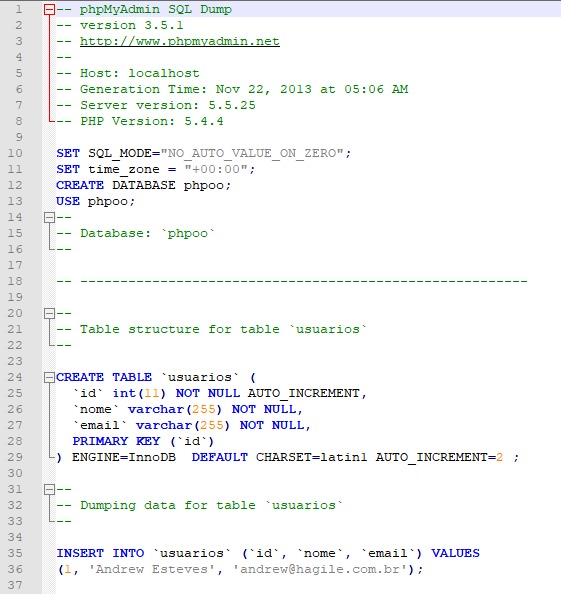 1 -- phpMyAdmin SQL Dump
2 -- version 3.5.1
3 -- http://www.phpmyadmin.net
4 --
5 -- Host: localhost
6 -- Generation Time: Nov 22, 2013 at 05:06 AM
7 -- Server version: 5.5.25
8 -- PHP Version: 5.4.4
9
10 SET SQL_MODE="NO_AUTO_VALUE_ON_ZERO";
11 SET time_zone = "+00:00";
12 CREATE DATABASE phpoo;
13 USE phpoo;
14 --
15 -- Database: `phpoo`
16 --
17
18 -- --------------------------------------------------------
19
20 --
21 -- Table structure for table `usuarios`
22 --
23
24 CREATE TABLE `usuarios` (
25   `id` int(11) NOT NULL AUTO_INCREMENT,
26   `nome` varchar(255) NOT NULL,
27   `email` varchar(255) NOT NULL,
28   PRIMARY KEY (`id`)
29 ) ENGINE=InnoDB  DEFAULT CHARSET=latin1 AUTO_INCREMENT=2 ;
30
31 --
32 -- Dumping data for table `usuarios`
33 --
34
35 INSERT INTO `usuarios` (`id`, `nome`, `email`) VALUES
36 (1, 'Andrew Esteves', 'andrew@hagile.com.br');
37